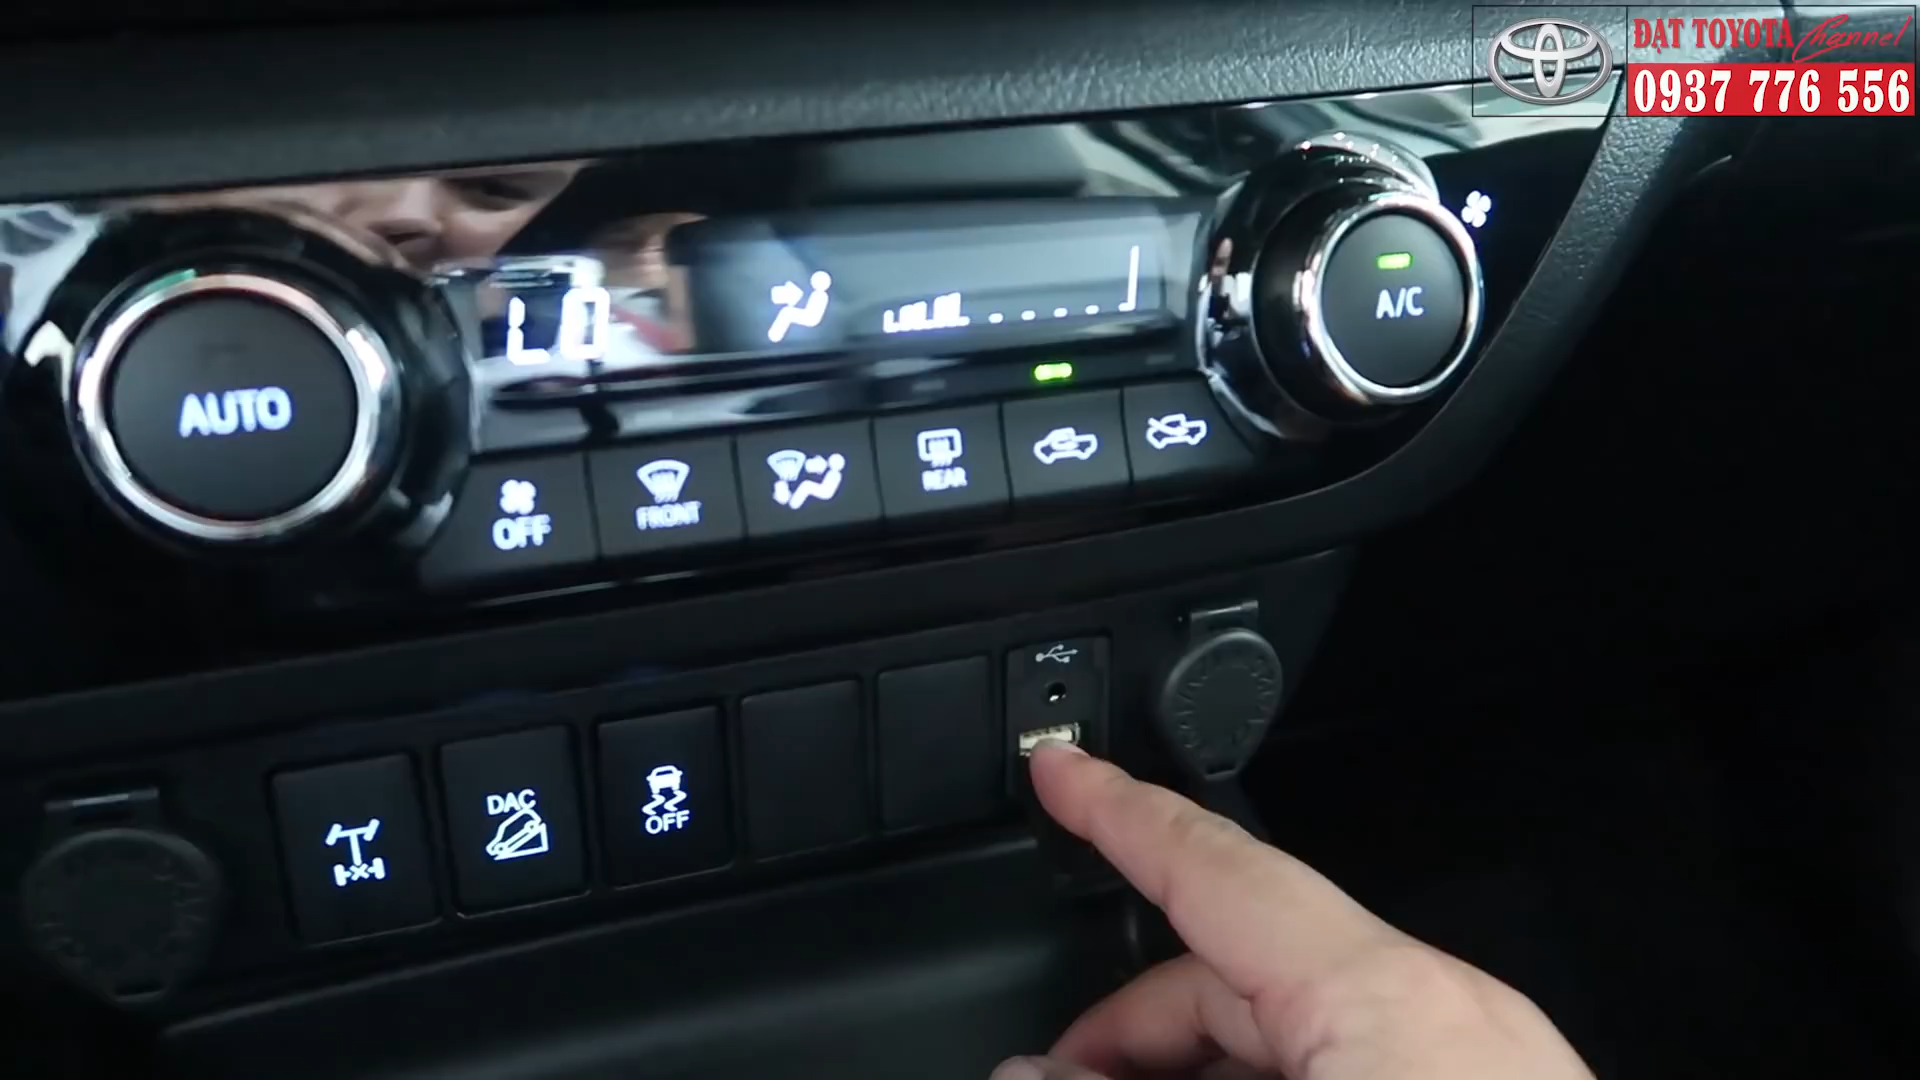 ĐẠT TOYOTA Channel
0937 776 556
LO
A/C
AUTO
OFF
FRONT
REAR
DAC
OFF